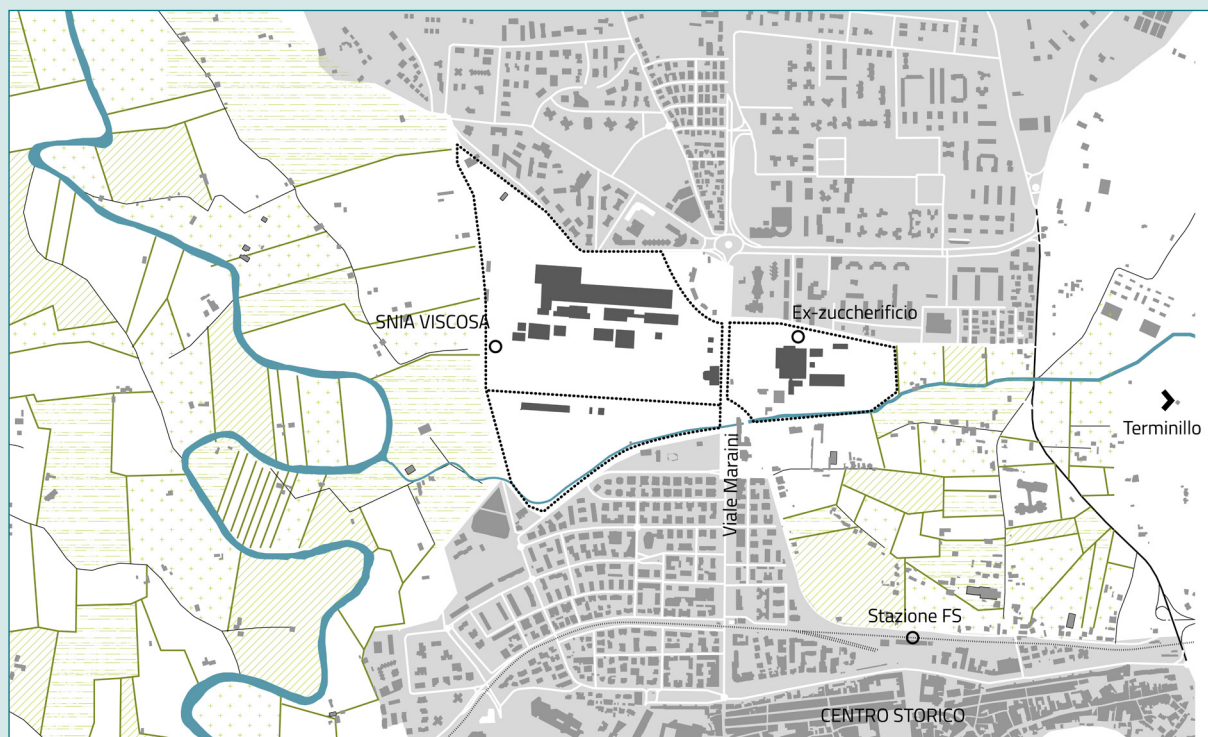 Ex-zuccherificio
SNIA VISCOSA
Terminillo
Viale Maraini
Stazione FS
CENTRO STORICO